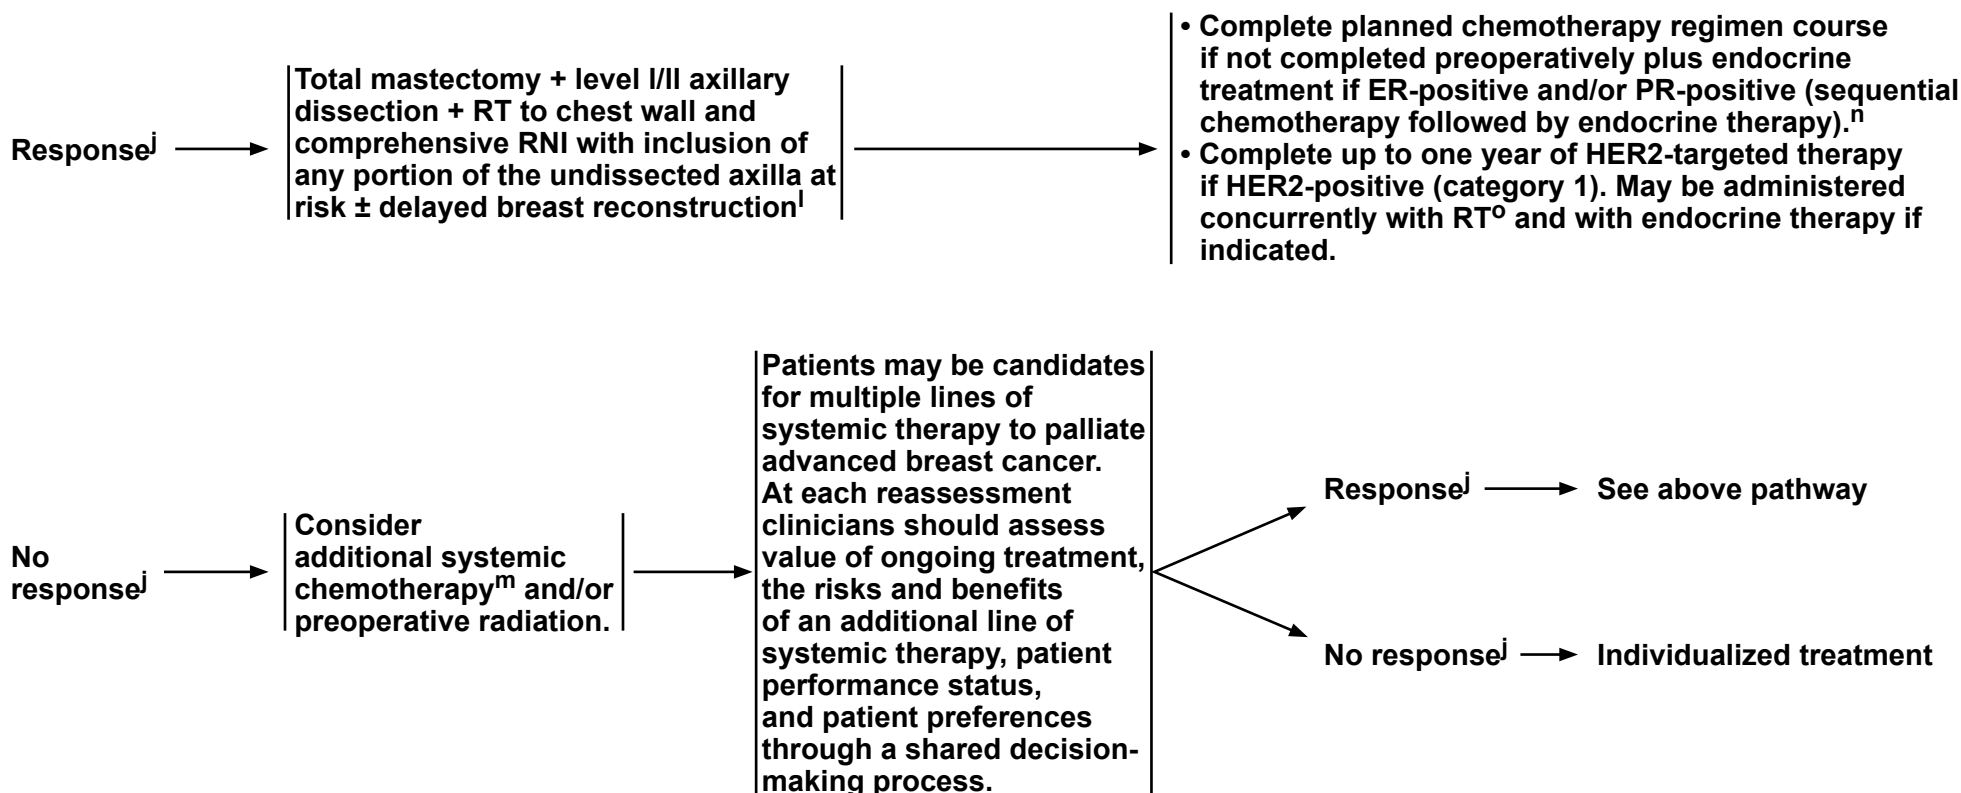 Response^j
Total mastectomy + level I/II axillary
dissection + RT to chest wall and
comprehensive RNI with inclusion of
any portion of the undissected axilla at
risk ± delayed breast reconstruction^l
• Complete planned chemotherapy regimen course
if not completed preoperatively plus endocrine
treatment if ER-positive and/or PR-positive (sequential
chemotherapy followed by endocrine therapy).^n
• Complete up to one year of HER2-targeted therapy
if HER2-positive (category 1). May be administered
concurrently with RT^o and with endocrine therapy if
indicated.
No
response^j
Consider
additional systemic
chemotherapy^m and/or
preoperative radiation.
Patients may be candidates
for multiple lines of
systemic therapy to palliate
advanced breast cancer.
At each reassessment
clinicians should assess
value of ongoing treatment,
the risks and benefits
of an additional line of
systemic therapy, patient
performance status,
and patient preferences
through a shared decision-
making process.
Response^j
See above pathway
No response^j
Individualized treatment